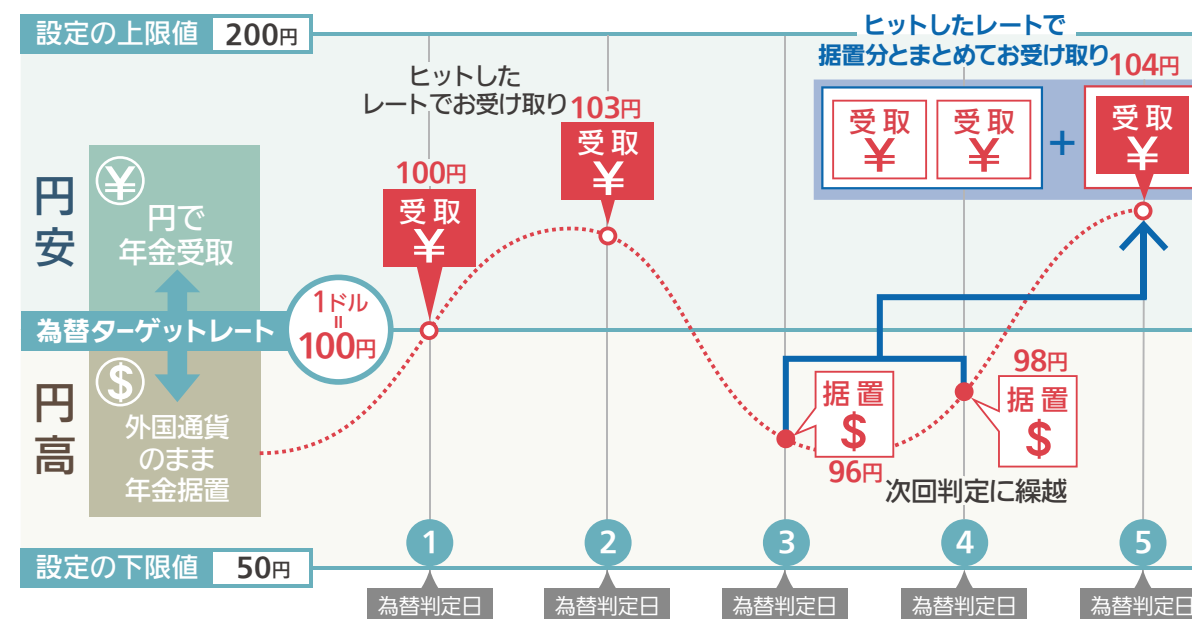 設定の上限値 200円
ヒットしたレートで
据置分とまとめてお受け取り
104円
ヒットした
レートでお受け取り
103円
受取
¥
100円
受取
¥
受取
¥
受取
¥
+
受取
¥
円安
¥
円で
年金受取
為替ターゲットレート
1ドル
=
100円
円高
$
外国通貨
のまま
年金据置
据置
$
96円
98円
据置
$
次回判定に繰越
1
2
3
4
5
設定の下限値 50円
為替判定日
為替判定日
為替判定日
為替判定日
為替判定日